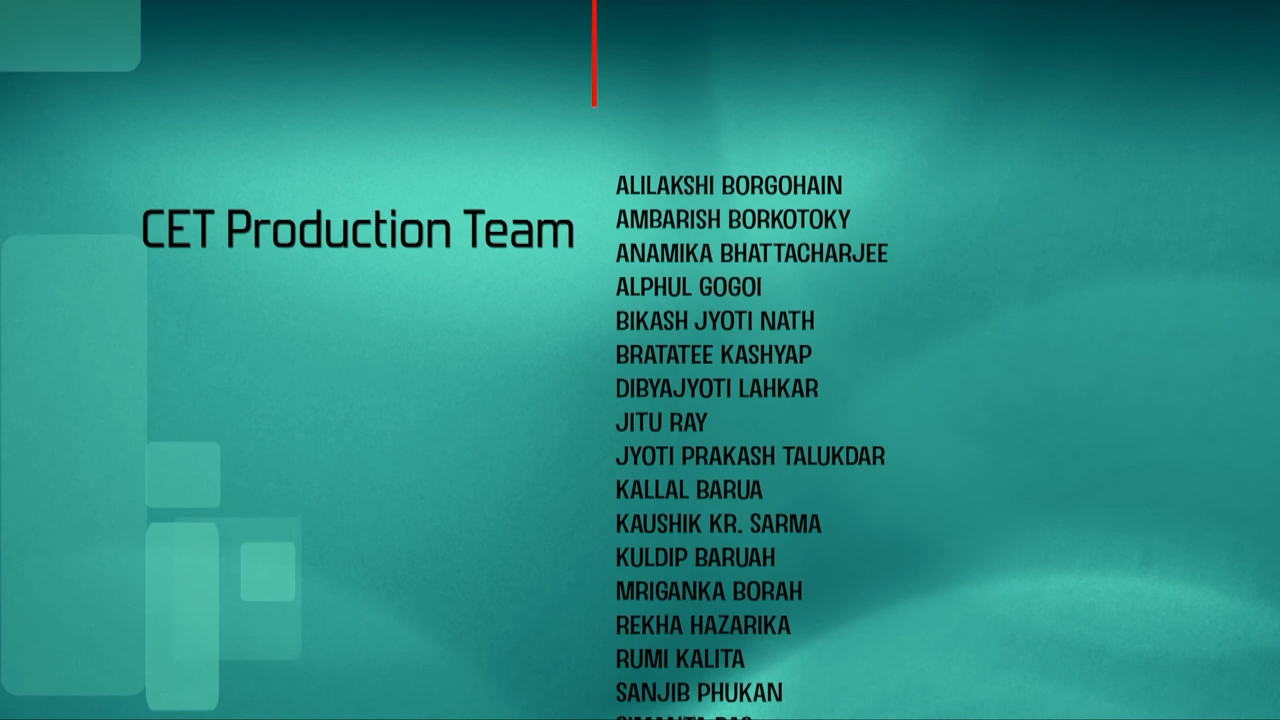 CET Production Team
ALILAKSHI BORGOHAIN
AMBARISH BORKOTOKY
ANAMIKA BHATTACHARJEE
ALPHUL GOGOI
BIKASH JYOTI NATH
BRATATEE KASHYAP
DIBYAJYOTI LAHKAR
JITU RAY
JYOTI PRAKASH TALUKDAR
KALLAL BARUA
KAUSHIK KR. SARMA
KULDIP BARUAH
MRIGANKA BORAH
REKHA HAZARIKA
RUMI KALITA
SANJIB PHUKAN